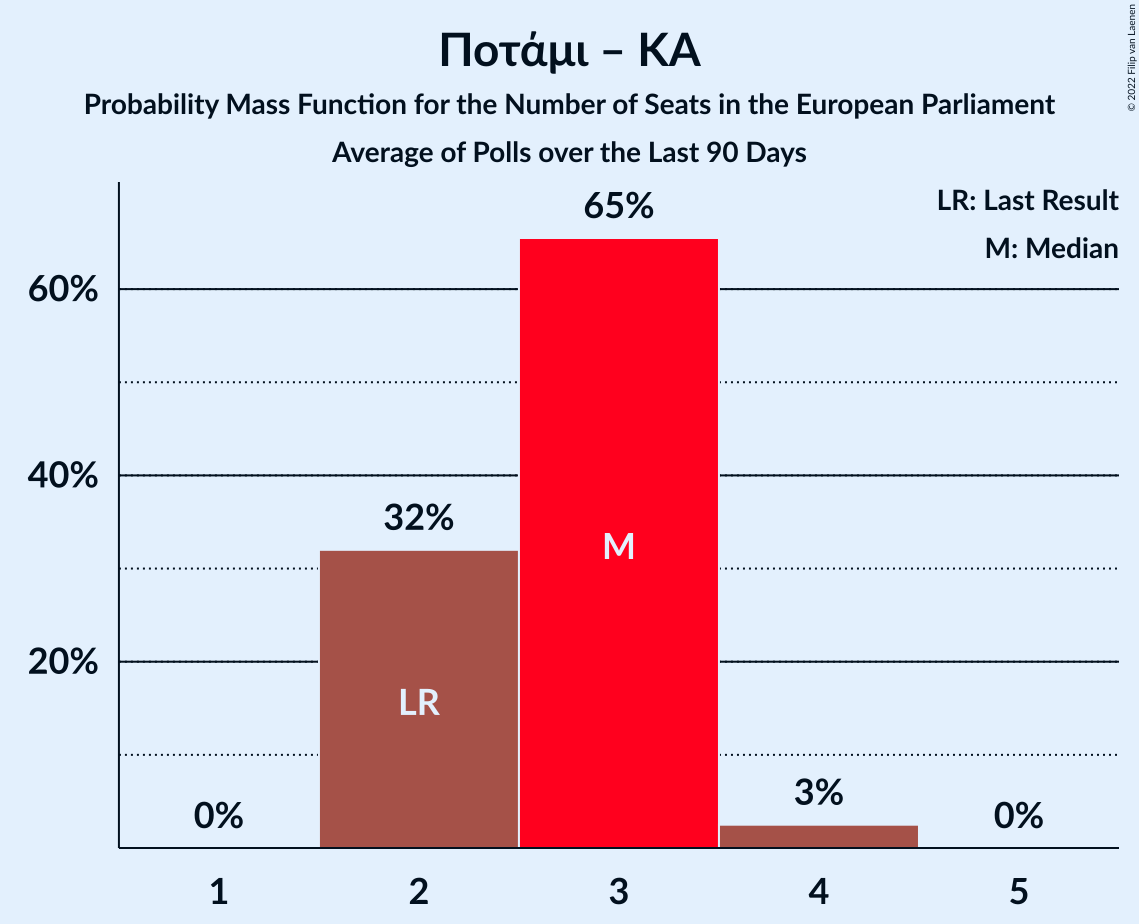 Ποτάμι – ΚΑ
Probability Mass Function for the Number of Seats in the European Parliament
Average of Polls over the Last 90 Days
© 2022 Filip van Laenen
LR: Last Result
M: Median
65%
60%
40%
32%
M
20%
LR
0%
3%
0%
1 2 3 4 5